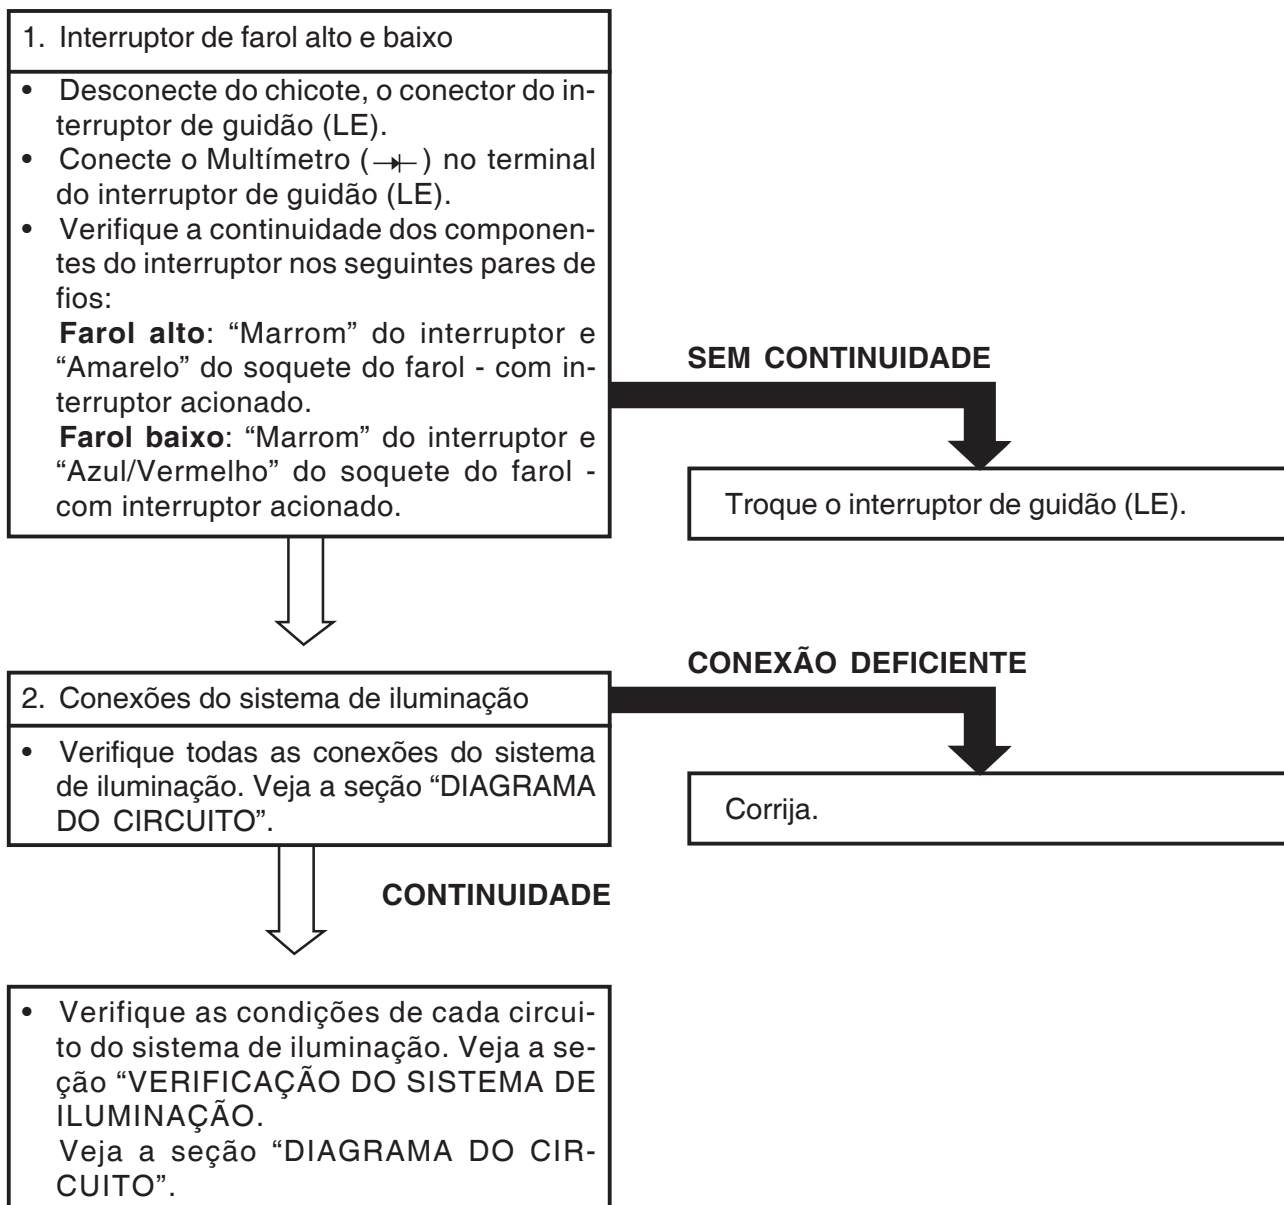 1. Interruptor de farol alto e baixo
• Desconecte do chicote, o conector do in-
terruptor de guidão (LE).
• Conecte o Multímetro ( ) no terminal
do interruptor de guidão (LE).
• Verifique a continuidade dos componen-
tes do interruptor nos seguintes pares de
fios:
Farol alto: “Marrom” do interruptor e
“Amarelo” do soquete do farol - com in-
terruptor acionado.
Farol baixo: “Marrom” do interruptor e
“Azul/Vermelho” do soquete do farol -
com interruptor acionado.
SEM CONTINUIDADE
Troque o interruptor de guidão (LE).
2. Conexões do sistema de iluminação
• Verifique todas as conexões do sistema
de iluminação. Veja a seção “DIAGRAMA
DO CIRCUITO”.
CONEXÃO DEFICIENTE
Corrija.
CONTINUIDADE
• Verifique as condições de cada circui-
to do sistema de iluminação. Veja a se-
ção “VERIFICAÇÃO DO SISTEMA DE
ILUMINAÇÃO.
Veja a seção “DIAGRAMA DO CIR-
CUITO”.